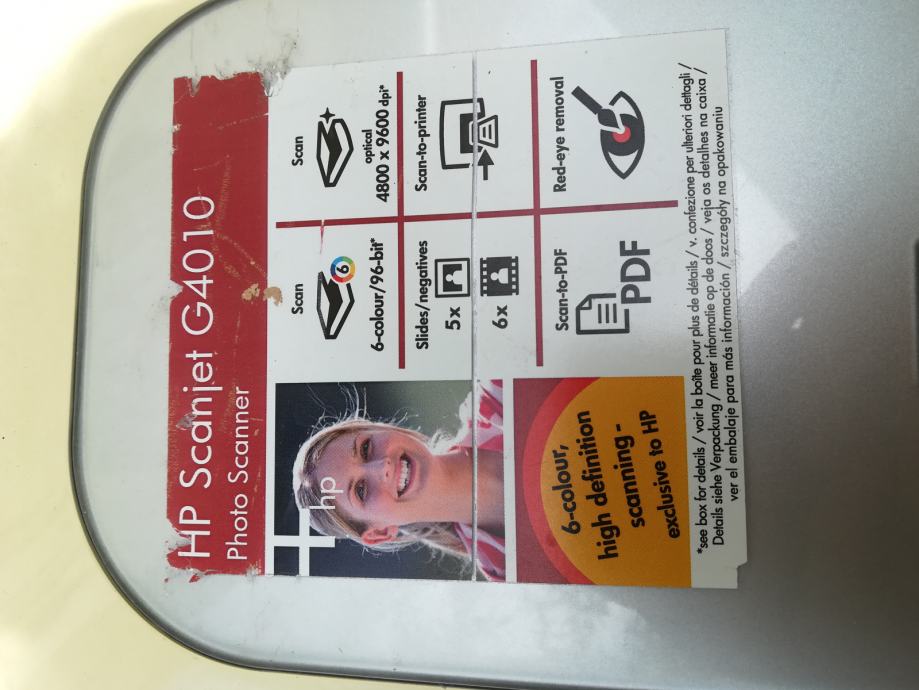 HP Scanjet G4010
Photo Scanner
hp
Scan
6
6-colour/96-bit*
Scan
optical
4800 x 9600 dpi*
Slides/negatives
5x
6x
Scan-to-printer
Scan-to-PDF
PDF
Red-eye removal
6-colour,
high definition
scanning -
exclusive to HP
*see box for details / voir la boîte pour plus de détails / v. confezione per ulteriori dettagli /
Details siehe Verpackung / meer informatie op de doos / veja os detalhes na caixa /
ver el embalaje para más información / szczegóły na opakowaniu